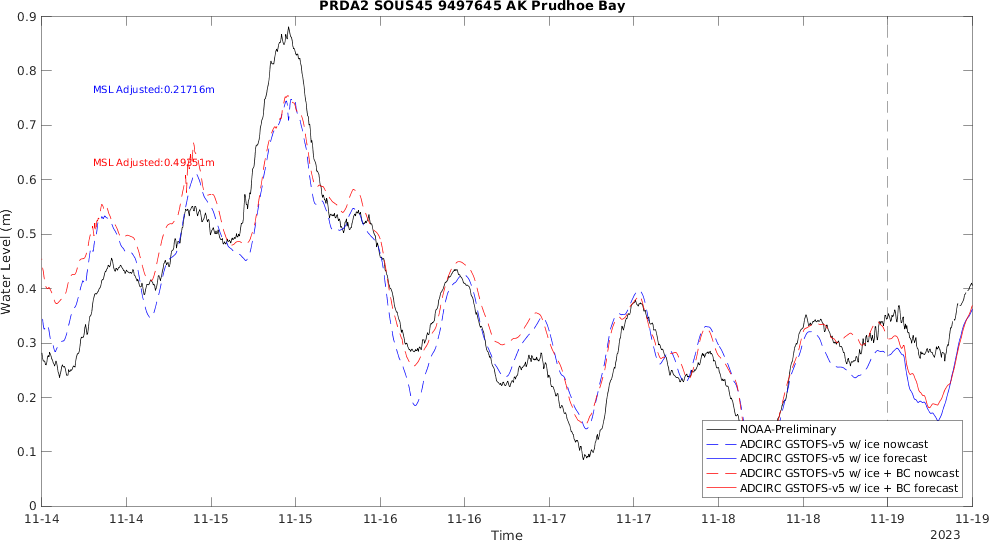 PRDA2 SOUS45 9497645 AK Prudhoe Bay
0.9
0.8
0.7
0.6
0.5
0.4
0.3
0.2
0.1
0
Water Level (m)
MSL Adjusted:0.21716m
MSL Adjusted:0.49351m
NOAA-Preliminary
ADCIRC GSTOFS-v5 w/ ice nowcast
ADCIRC GSTOFS-v5 w/ ice forecast
ADCIRC GSTOFS-v5 w/ ice + BC nowcast
ADCIRC GSTOFS-v5 w/ ice + BC forecast
11-14 11-14 11-15 11-15 11-16 11-16 11-17 11-17 11-18 11-18 11-19 11-19
Time
2023